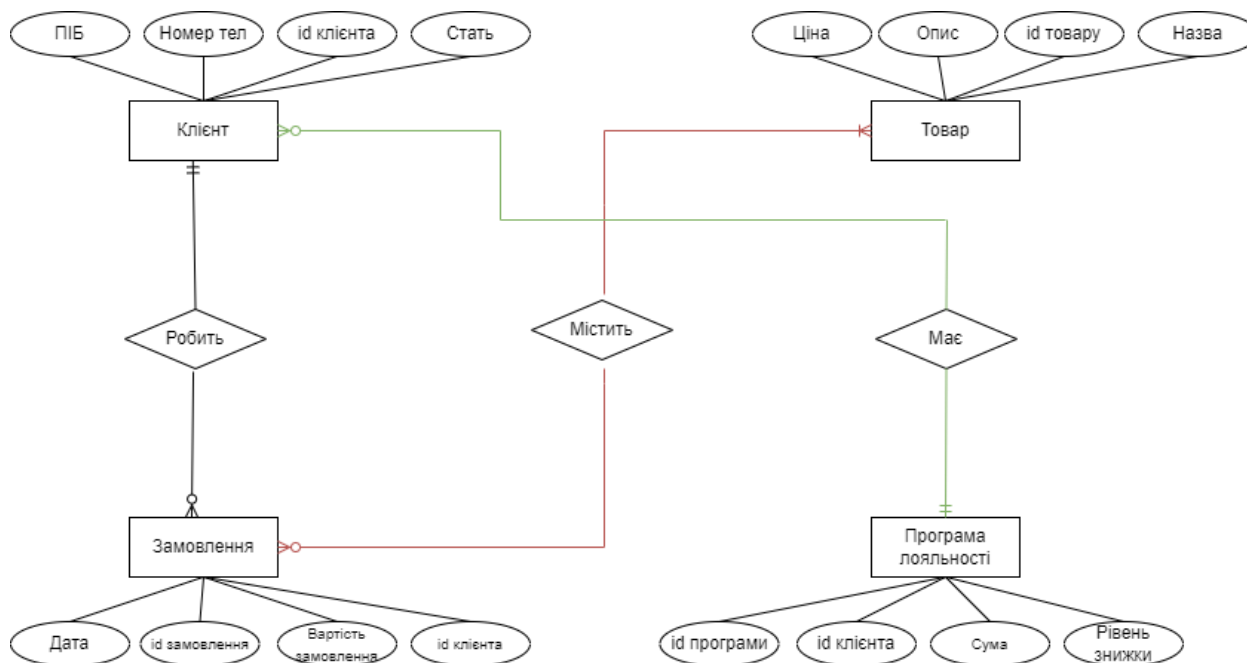 ПІБ
Номер тел
id клієнта
Стать
Ціна
Опис
id товару
Назва
Клієнт
Товар
Робить
Містить
Має
Замовлення
Програма
лояльності
Дата
id замовлення
Вартість
замовлення
id клієнта
id програми
id клієнта
Сума
Рівень
знижки